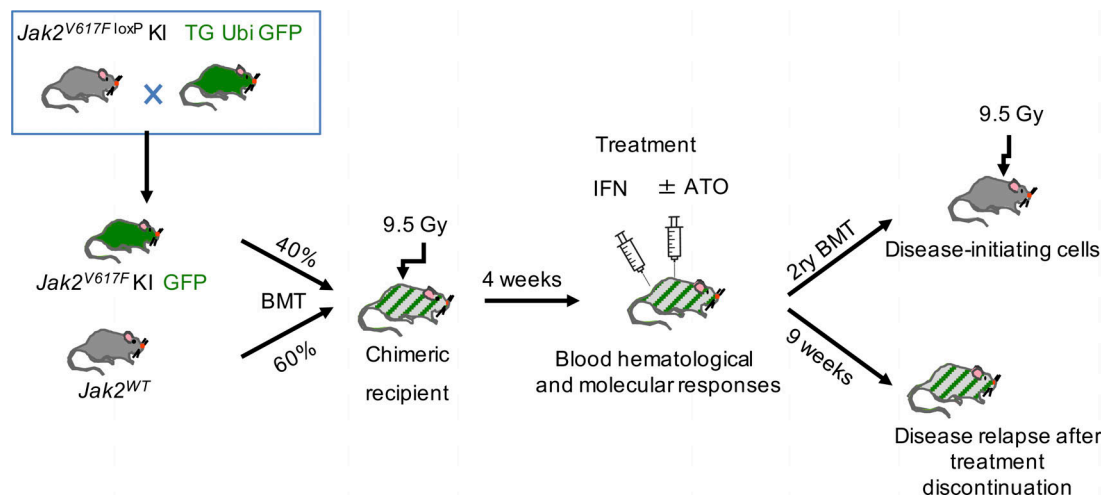 Jak2V617F loxP KI TG Ubi GFP
Jak2V617F KI GFP
Jak2WT
40%
BMT
60%
9.5 Gy
Chimeric
recipient
4 weeks
Treatment
IFN ± ATO
Blood hematological
and molecular responses
2ry BMT
9 weeks
9.5 Gy
Disease-initiating cells
Disease relapse after
treatment
discontinuation